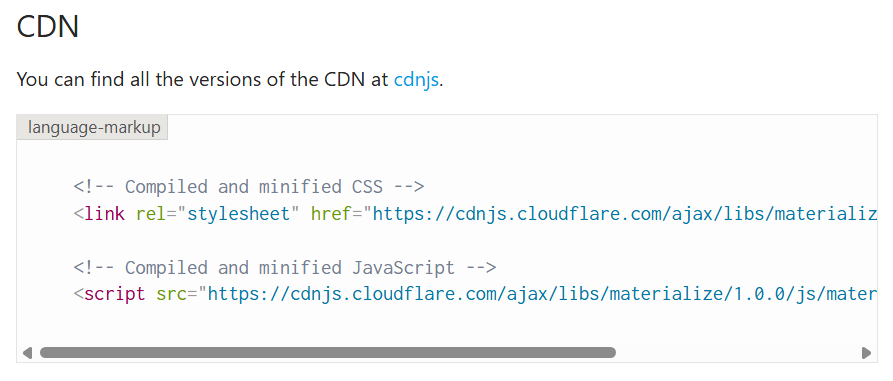 CDN
You can find all the versions of the CDN at cdnjs.
language-markup
<!-- Compiled and minified CSS -->
<link rel="stylesheet" href="https://cdnjs.cloudflare.com/ajax/libs/materializ
<!-- Compiled and minified JavaScript -->
<script src="https://cdnjs.cloudflare.com/ajax/libs/materialize/1.0.0/js/mater